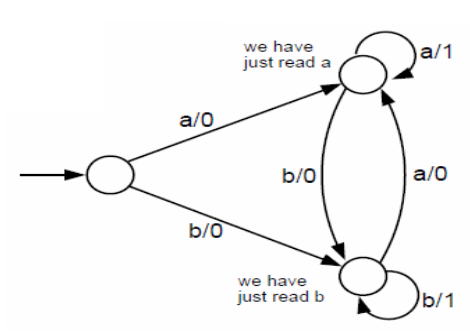 we have
just read a
a/1
a/0
b/0
a/0
b/0
we have
just read b
b/1